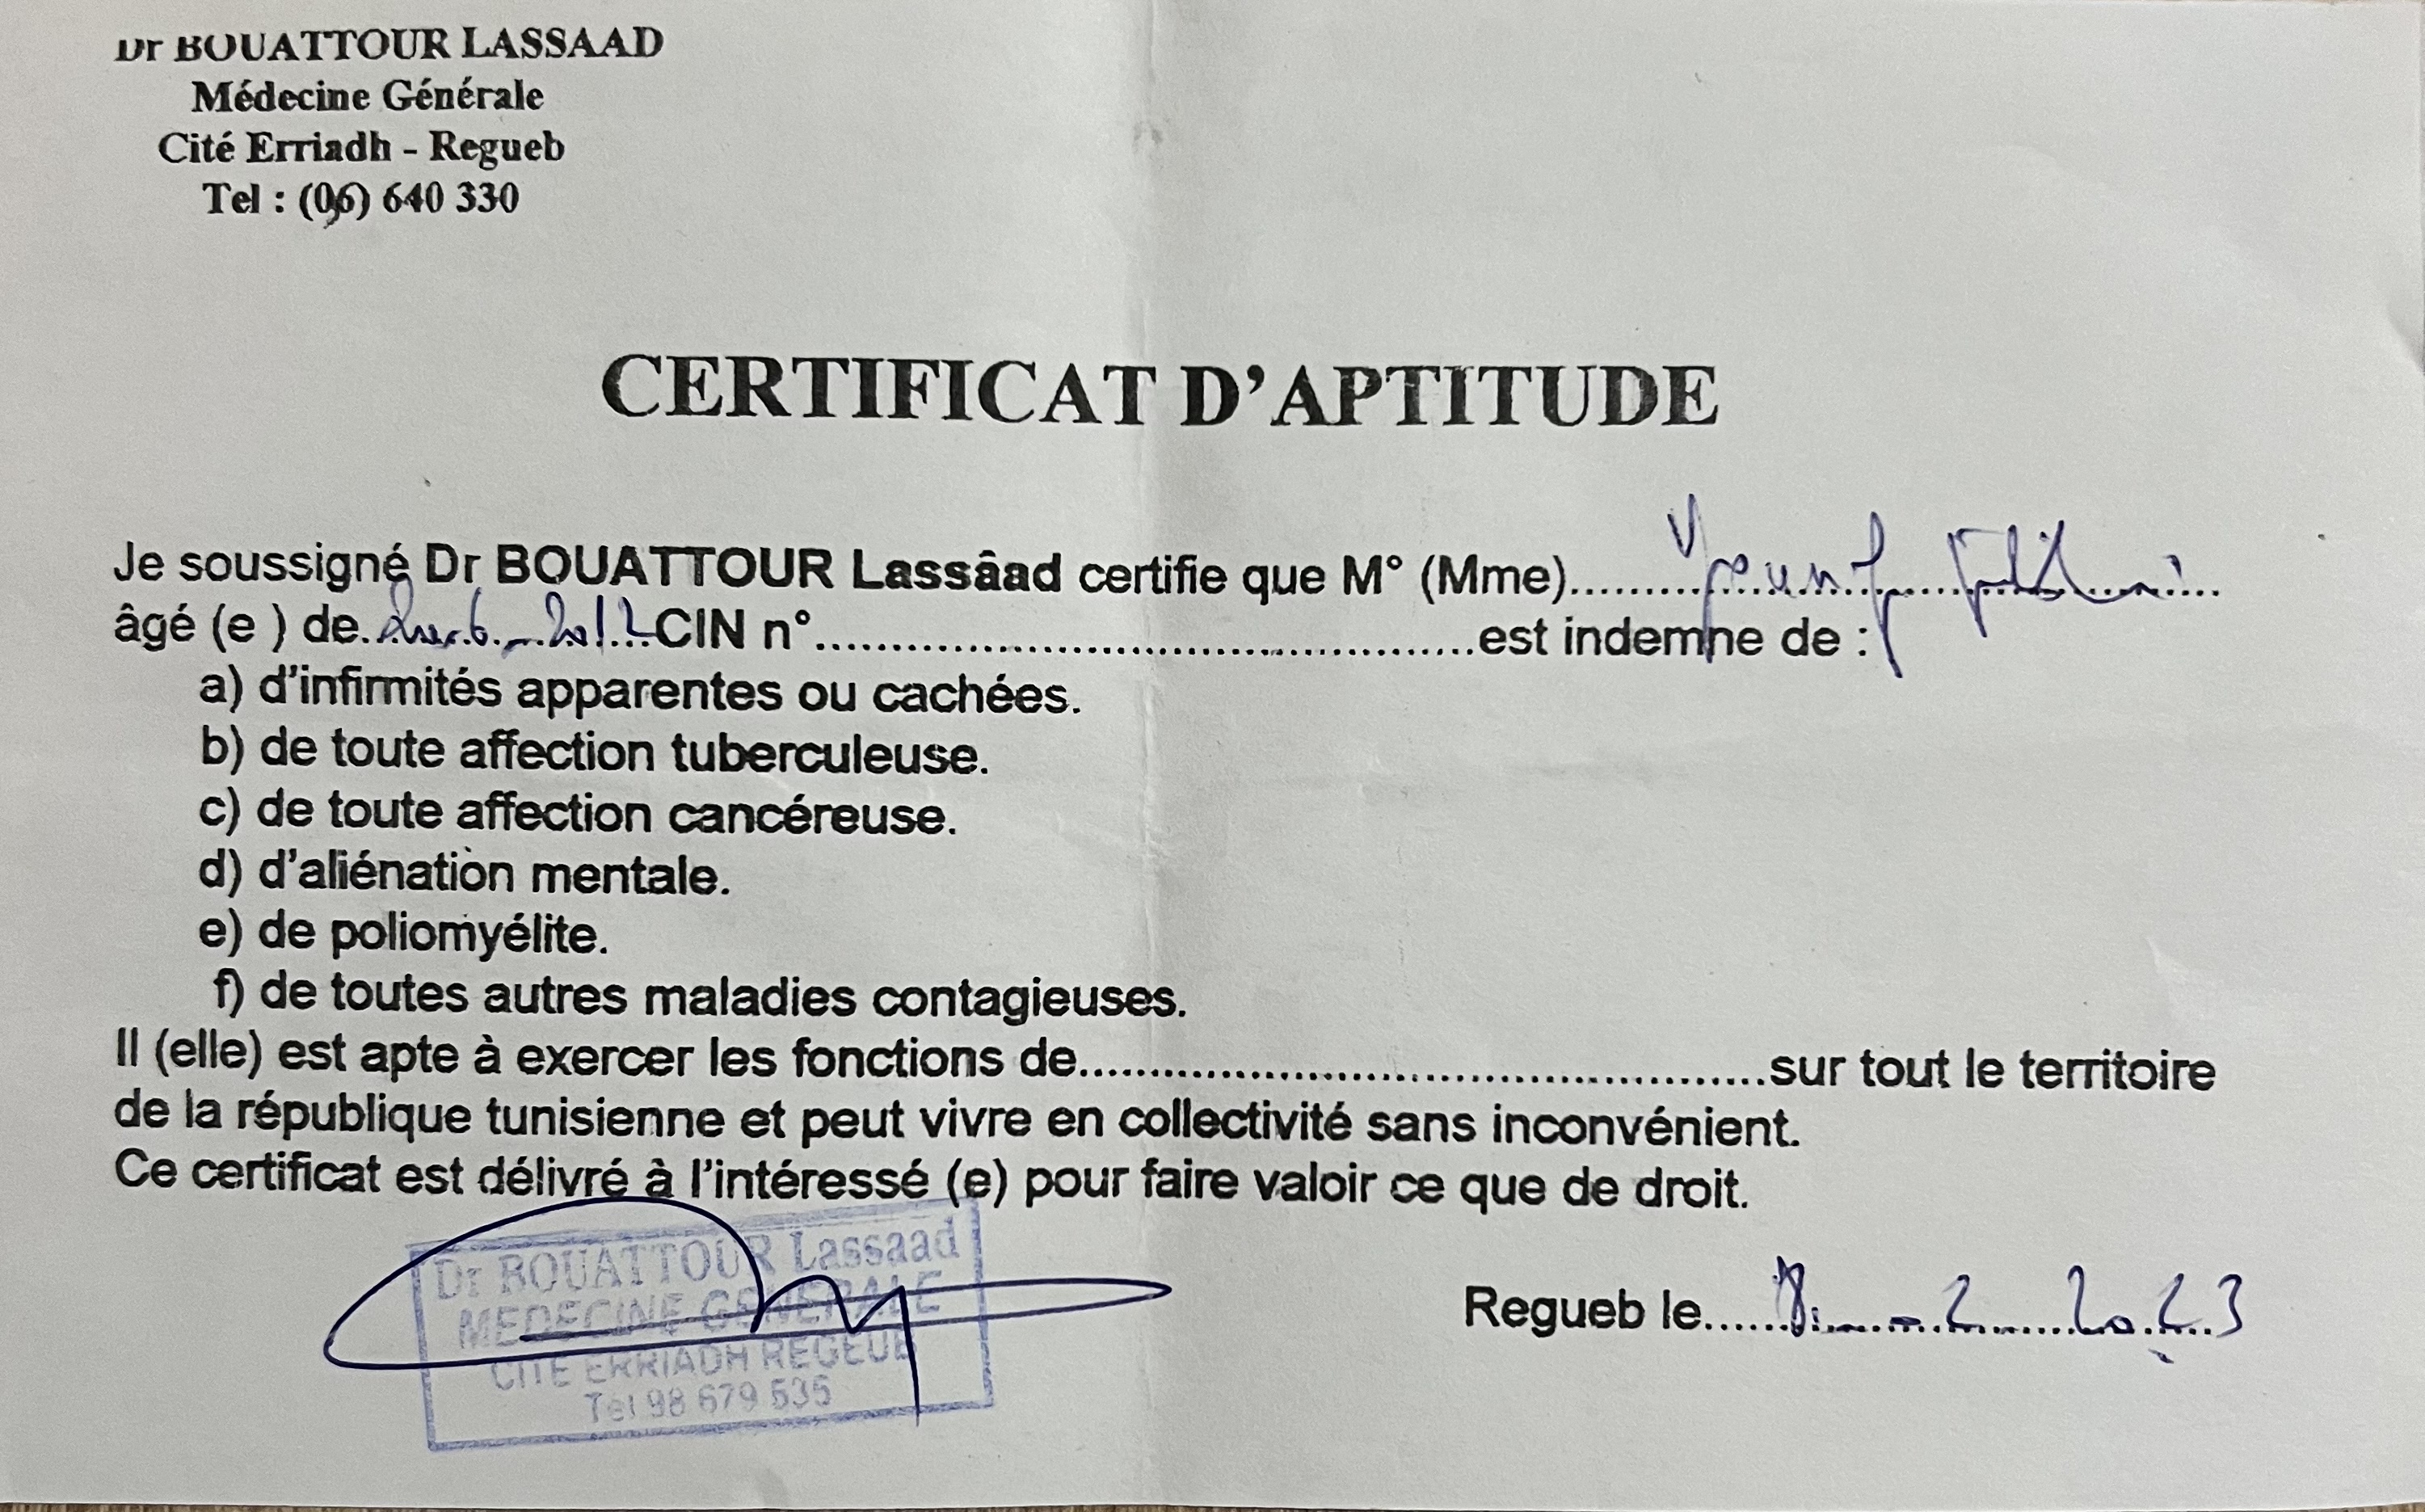 Dr BOUATTOUR LASSAAD
Médecine Générale
Cité Erriadh - Regueb
Tel : (06) 640 330
CERTIFICAT D'APTITUDE
Je soussigné Dr BOUATTOUR Lassâad certifie que M° (Mme)..........
âgé (e ) de. CIN n°..............................................est indemne de :
a) d'infirmités apparentes ou cachées.
b) de toute affection tuberculeuse.
c) de toute affection cancéreuse.
d) d'aliénation mentale.
e) de poliomyélite.
f) de toutes autres maladies contagieuses.
Il (elle) est apte à exercer les fonctions de................................................sur tout le territoire
de la république tunisienne et peut vivre en collectivité sans inconvénient.
Ce certificat est délivré à l'intéressé (e) pour faire valoir ce que de droit.
Dr BOUATTOUR Lassaad
MEDECINE GENERALE
CITE ERRIADH REGEUB
Tel 98 679 535
Regueb le...... 2023